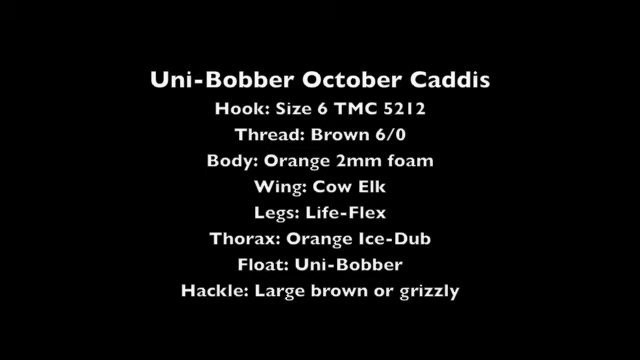 Uni-Bobber October Caddis
Hook: Size 6 TMC 5212
Thread: Brown 6/0
Body: Orange 2mm foam
Wing: Cow Elk
Legs: Life-Flex
Thorax: Orange Ice-Dub
Float: Uni-Bobber
Hackle: Large brown or grizzly